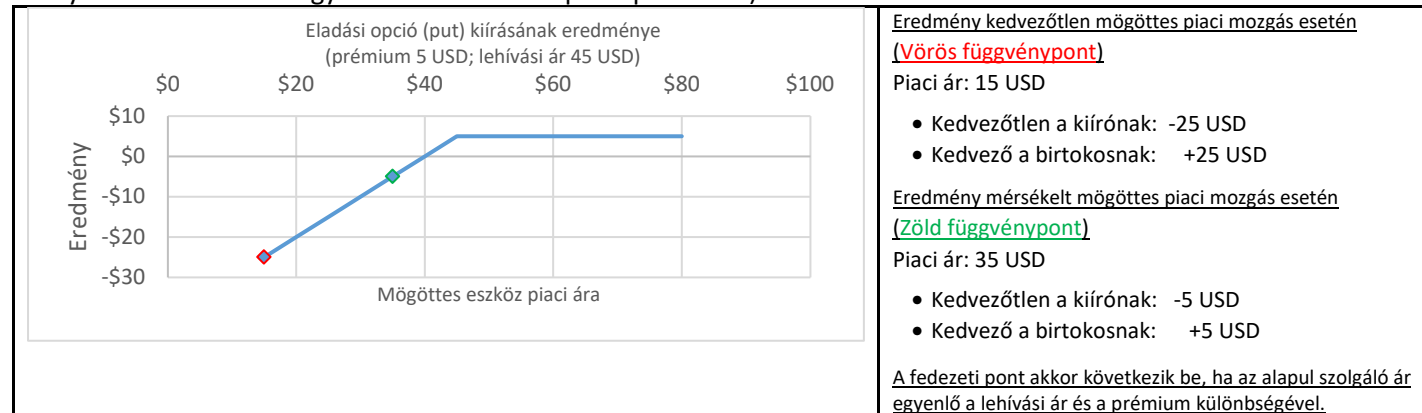 Eladási opció (put) kiírásának eredménye
(prémium 5 USD; lehívási ár 45 USD)
$0 $20 $40 $60 $80 $100
$10
$0
-$10
-$20
-$30
Eredmény
Mögöttes eszköz piaci ára
Eredmény kedvezőtlen mögöttes piaci mozgás esetén
(Vörös függvénypont)
Piaci ár: 15 USD
• Kedvezőtlen a kiírónak: -25 USD
• Kedvező a birtokosnak: +25 USD
Eredmény mérsékelt mögöttes piaci mozgás esetén
(Zöld függvénypont)
Piaci ár: 35 USD
• Kedvezőtlen a kiírónak: -5 USD
• Kedvező a birtokosnak: +5 USD
A fedezeti pont akkor következik be, ha az alapul szolgáló ár
egyenlő a lehívási ár és a prémium különbségével.